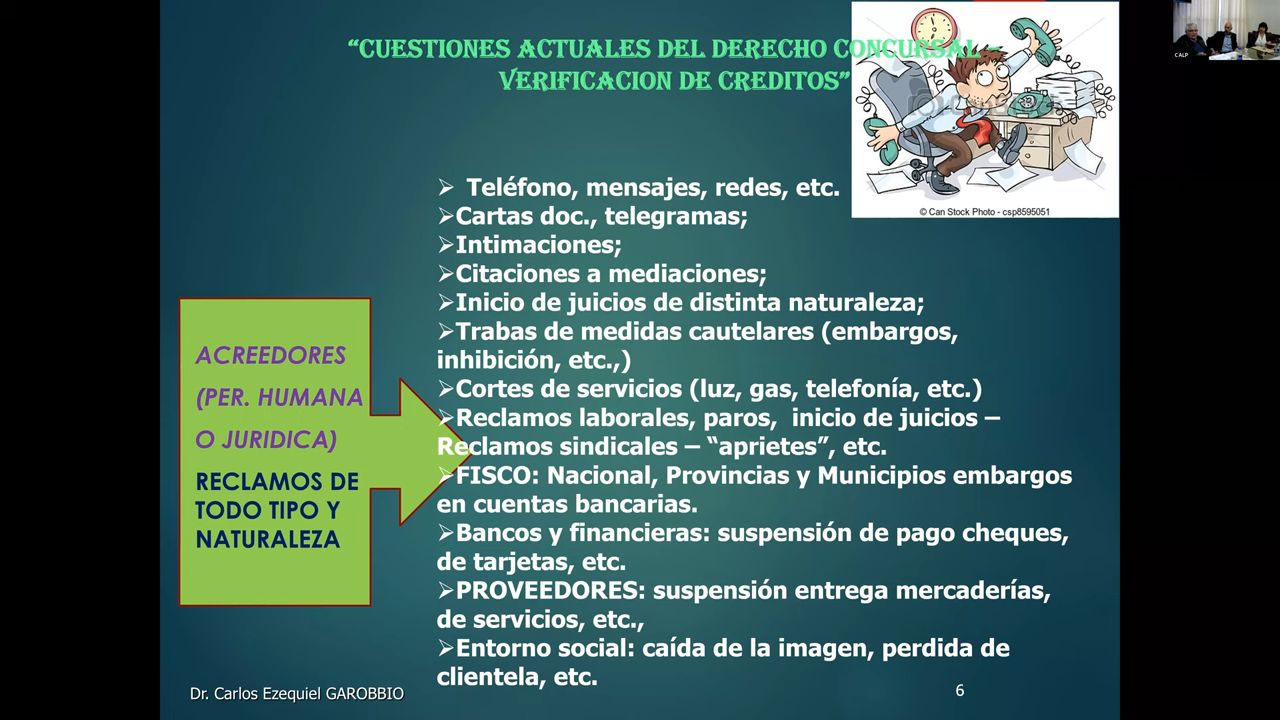 “CUESTIONES ACTUALES DEL DERECHO CONCURSAL –
VERIFICACION DE CREDITOS”
CALP
© Can Stock Photo - csp8595051
ACREEDORES
(PER. HUMANA
O JURIDICA)
RECLAMOS DE
TODO TIPO Y
NATURALEZA
➢ Teléfono, mensajes, redes, etc.
➢Cartas doc., telegramas;
➢Intimaciones;
➢Citaciones a mediaciones;
➢Inicio de juicios de distinta naturaleza;
➢Trabas de medidas cautelares (embargos,
inhibición, etc.,)
➢Cortes de servicios (luz, gas, telefonía, etc.)
➢Reclamos laborales, paros, inicio de juicios –
Reclamos sindicales – “aprietes”, etc.
➢FISCO: Nacional, Provincias y Municipios embargos
en cuentas bancarias.
➢Bancos y financieras: suspensión de pago cheques,
de tarjetas, etc.
➢PROVEEDORES: suspensión entrega mercaderías,
de servicios, etc.,
➢Entorno social: caída de la imagen, perdida de
clientela, etc.
Dr. Carlos Ezequiel GAROBBIO
6